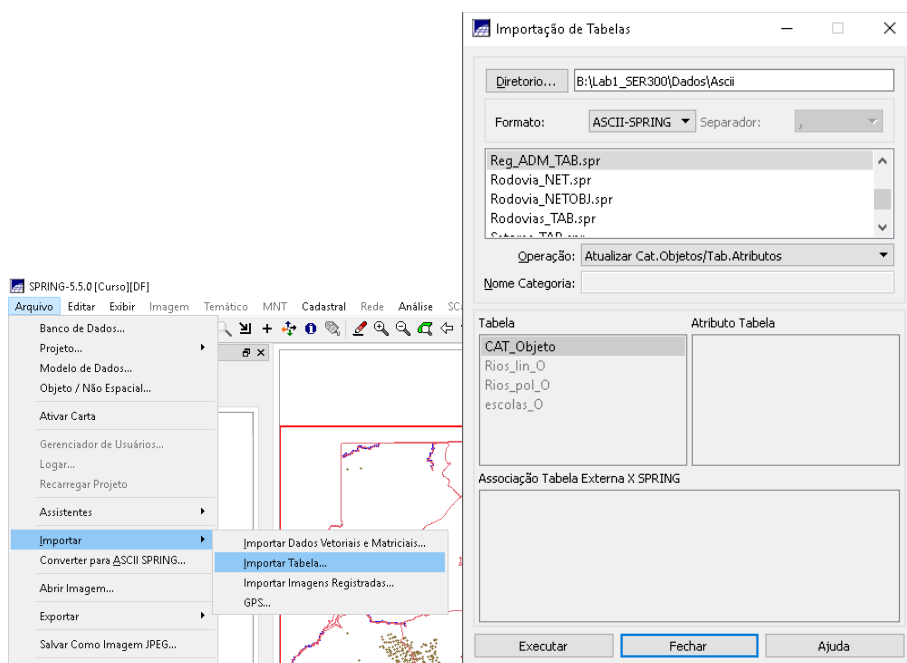 Importação de Tabelas
Diretorio... B:\Lab1_SER300\Dados\Ascii
Formato: ASCII-SPRING Separador: ,
Reg_ADM_TAB.spr
Rodovia_NET.spr
Rodovia_NETOBJ.spr
Rodovias_TAB.spr
Operação: Atualizar Cat.Objetos/Tab.Atributos
Nome Categoria:
Tabela Atributo Tabela
CAT_Objeto
Rios_lin_O
Rios_pol_O
escolas_O
Associação Tabela Externa X SPRING
Executar Fechar Ajuda
SPRING-5.5.0 [Curso][DF]
Arquivo Editar Exibir Imagem Temático MNT Cadastral Rede Análise
Banco de Dados...
Projeto...
Modelo de Dados...
Objeto / Não Espacial...
Ativar Carta
Gerenciador de Usuários...
Logar...
Recarregar Projeto
Assistentes
Importar
Converter para ASCII SPRING...
Abrir Imagem...
Exportar
Salvar Como Imagem JPEG...
Importar Dados Vetoriais e Matriciais...
Importar Tabela...
Importar Imagens Registradas...
GPS...